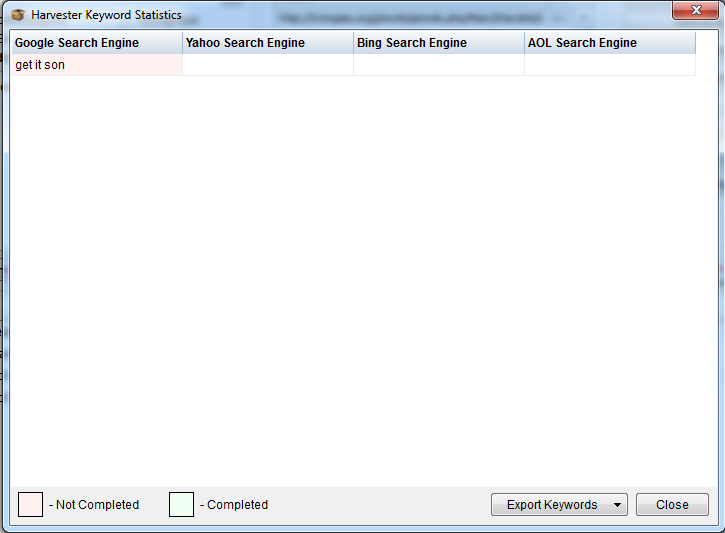 Harvester Keyword Statistics
Google Search Engine Yahoo Search Engine Bing Search Engine AOL Search Engine
get it son
- Not Completed - Completed Export Keywords Close